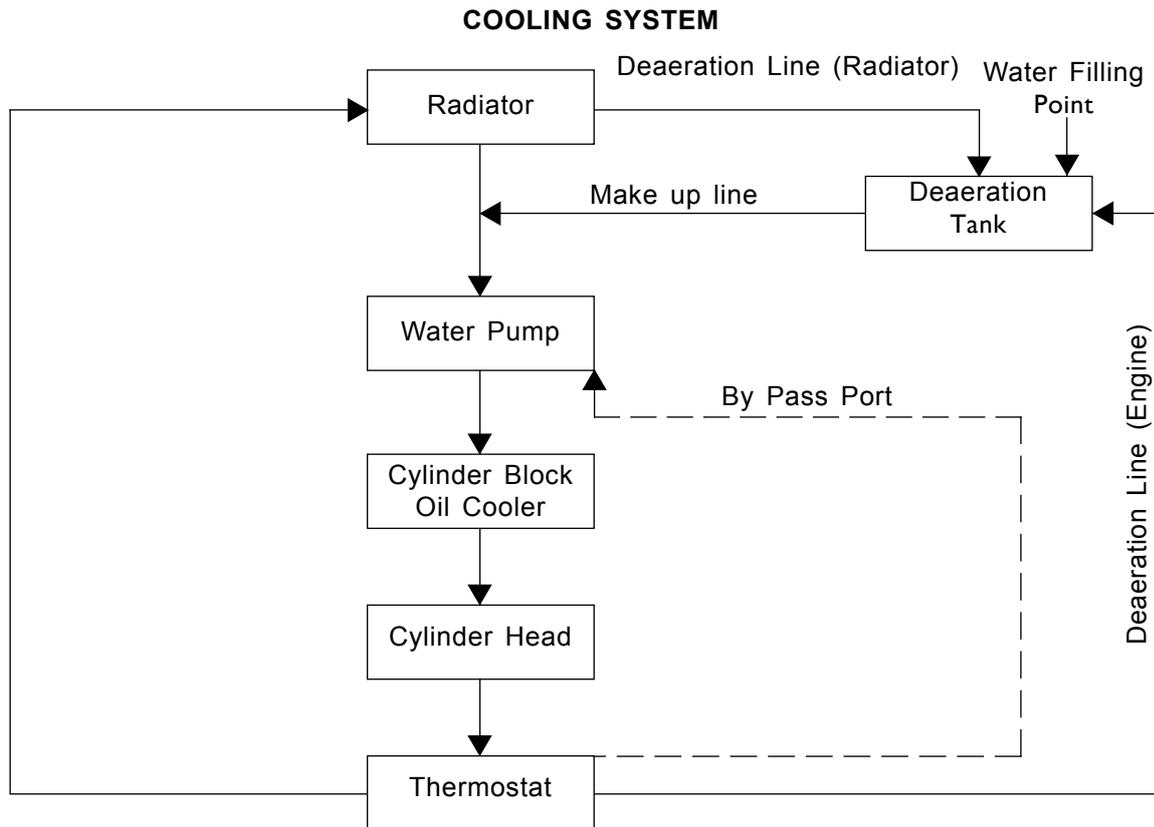 COOLING SYSTEM
Deaeration Line (Radiator)
Water Filling
Point
Radiator
Make up line
Deaeration
Tank
Water Pump
By Pass Port
Deaeration Line (Engine)
Cylinder Block
Oil Cooler
Cylinder Head
Thermostat